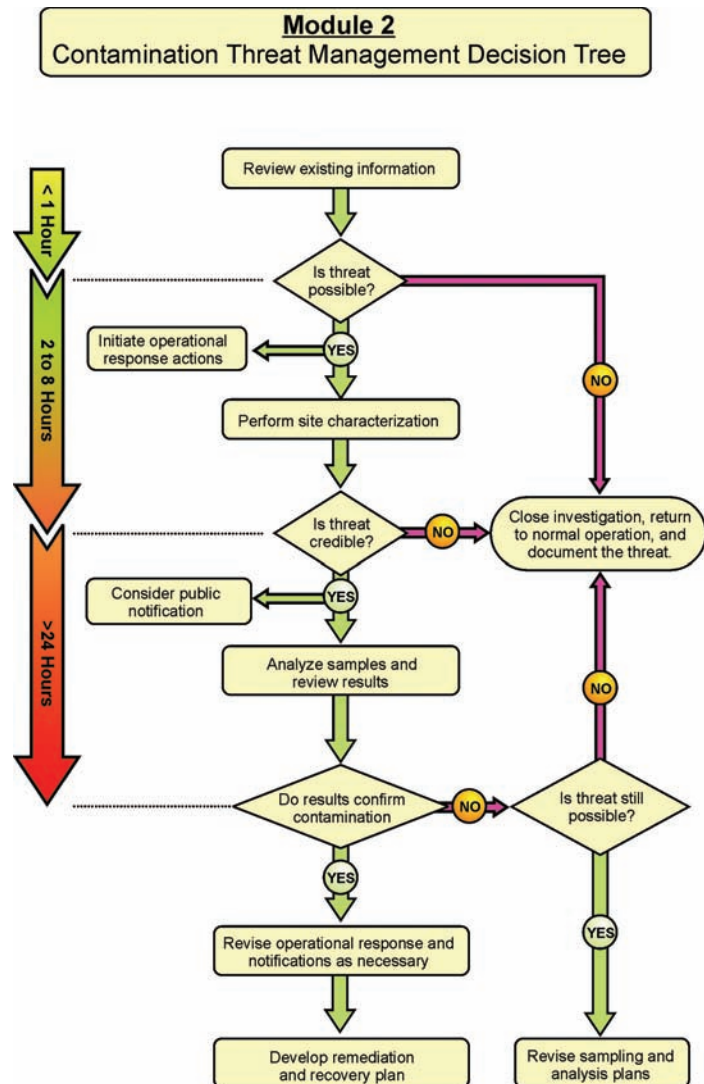 Module 2
Contamination Threat Management Decision Tree
Review existing information
< 1 Hour
Is threat
possible?
Initiate operational
response actions
YES
2 to 8 Hours
NO
Perform site characterization
Is threat
credible?
NO
Close investigation, return
to normal operation, and
document the threat.
Consider public
notification
YES
>24 Hours
Analyze samples and
review results
NO
Do results confirm
contamination
NO
Is threat still
possible?
YES
YES
Revise operational response and
notifications as necessary
Develop remediation
and recovery plan
Revise sampling and
analysis plans